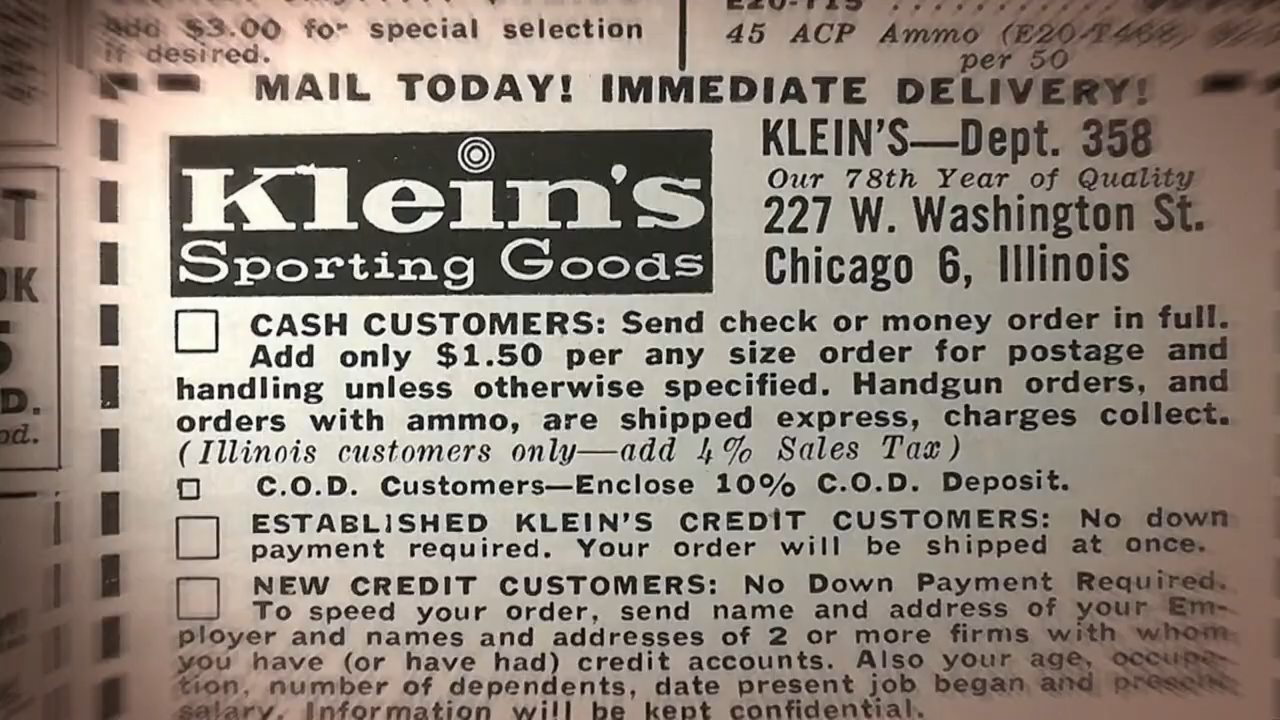 Add $3.00 for special selection
if desired.
45 ACP Ammo (E20-T468)
per 50
MAIL TODAY! IMMEDIATE DELIVERY!
Klein's
Sporting Goods
KLEIN'S—Dept. 358
Our 78th Year of Quality
227 W. Washington St.
Chicago 6, Illinois
CASH CUSTOMERS: Send check or money order in full.
Add only $1.50 per any size order for postage and
handling unless otherwise specified. Handgun orders, and
orders with ammo, are shipped express, charges collect.
(Illinois customers only—add 4% Sales Tax)
C.O.D. Customers—Enclose 10% C.O.D. Deposit.
ESTABLISHED KLEIN'S CREDIT CUSTOMERS: No down
payment required. Your order will be shipped at once.
NEW CREDIT CUSTOMERS: No Down Payment Required.
To speed your order, send name and address of your Em-
ployer and names and addresses of 2 or more firms with whom
you have (or have had) credit accounts. Also your age, occupa-
tion, number of dependents, date present job began and present
salary. Information will be kept confidential.